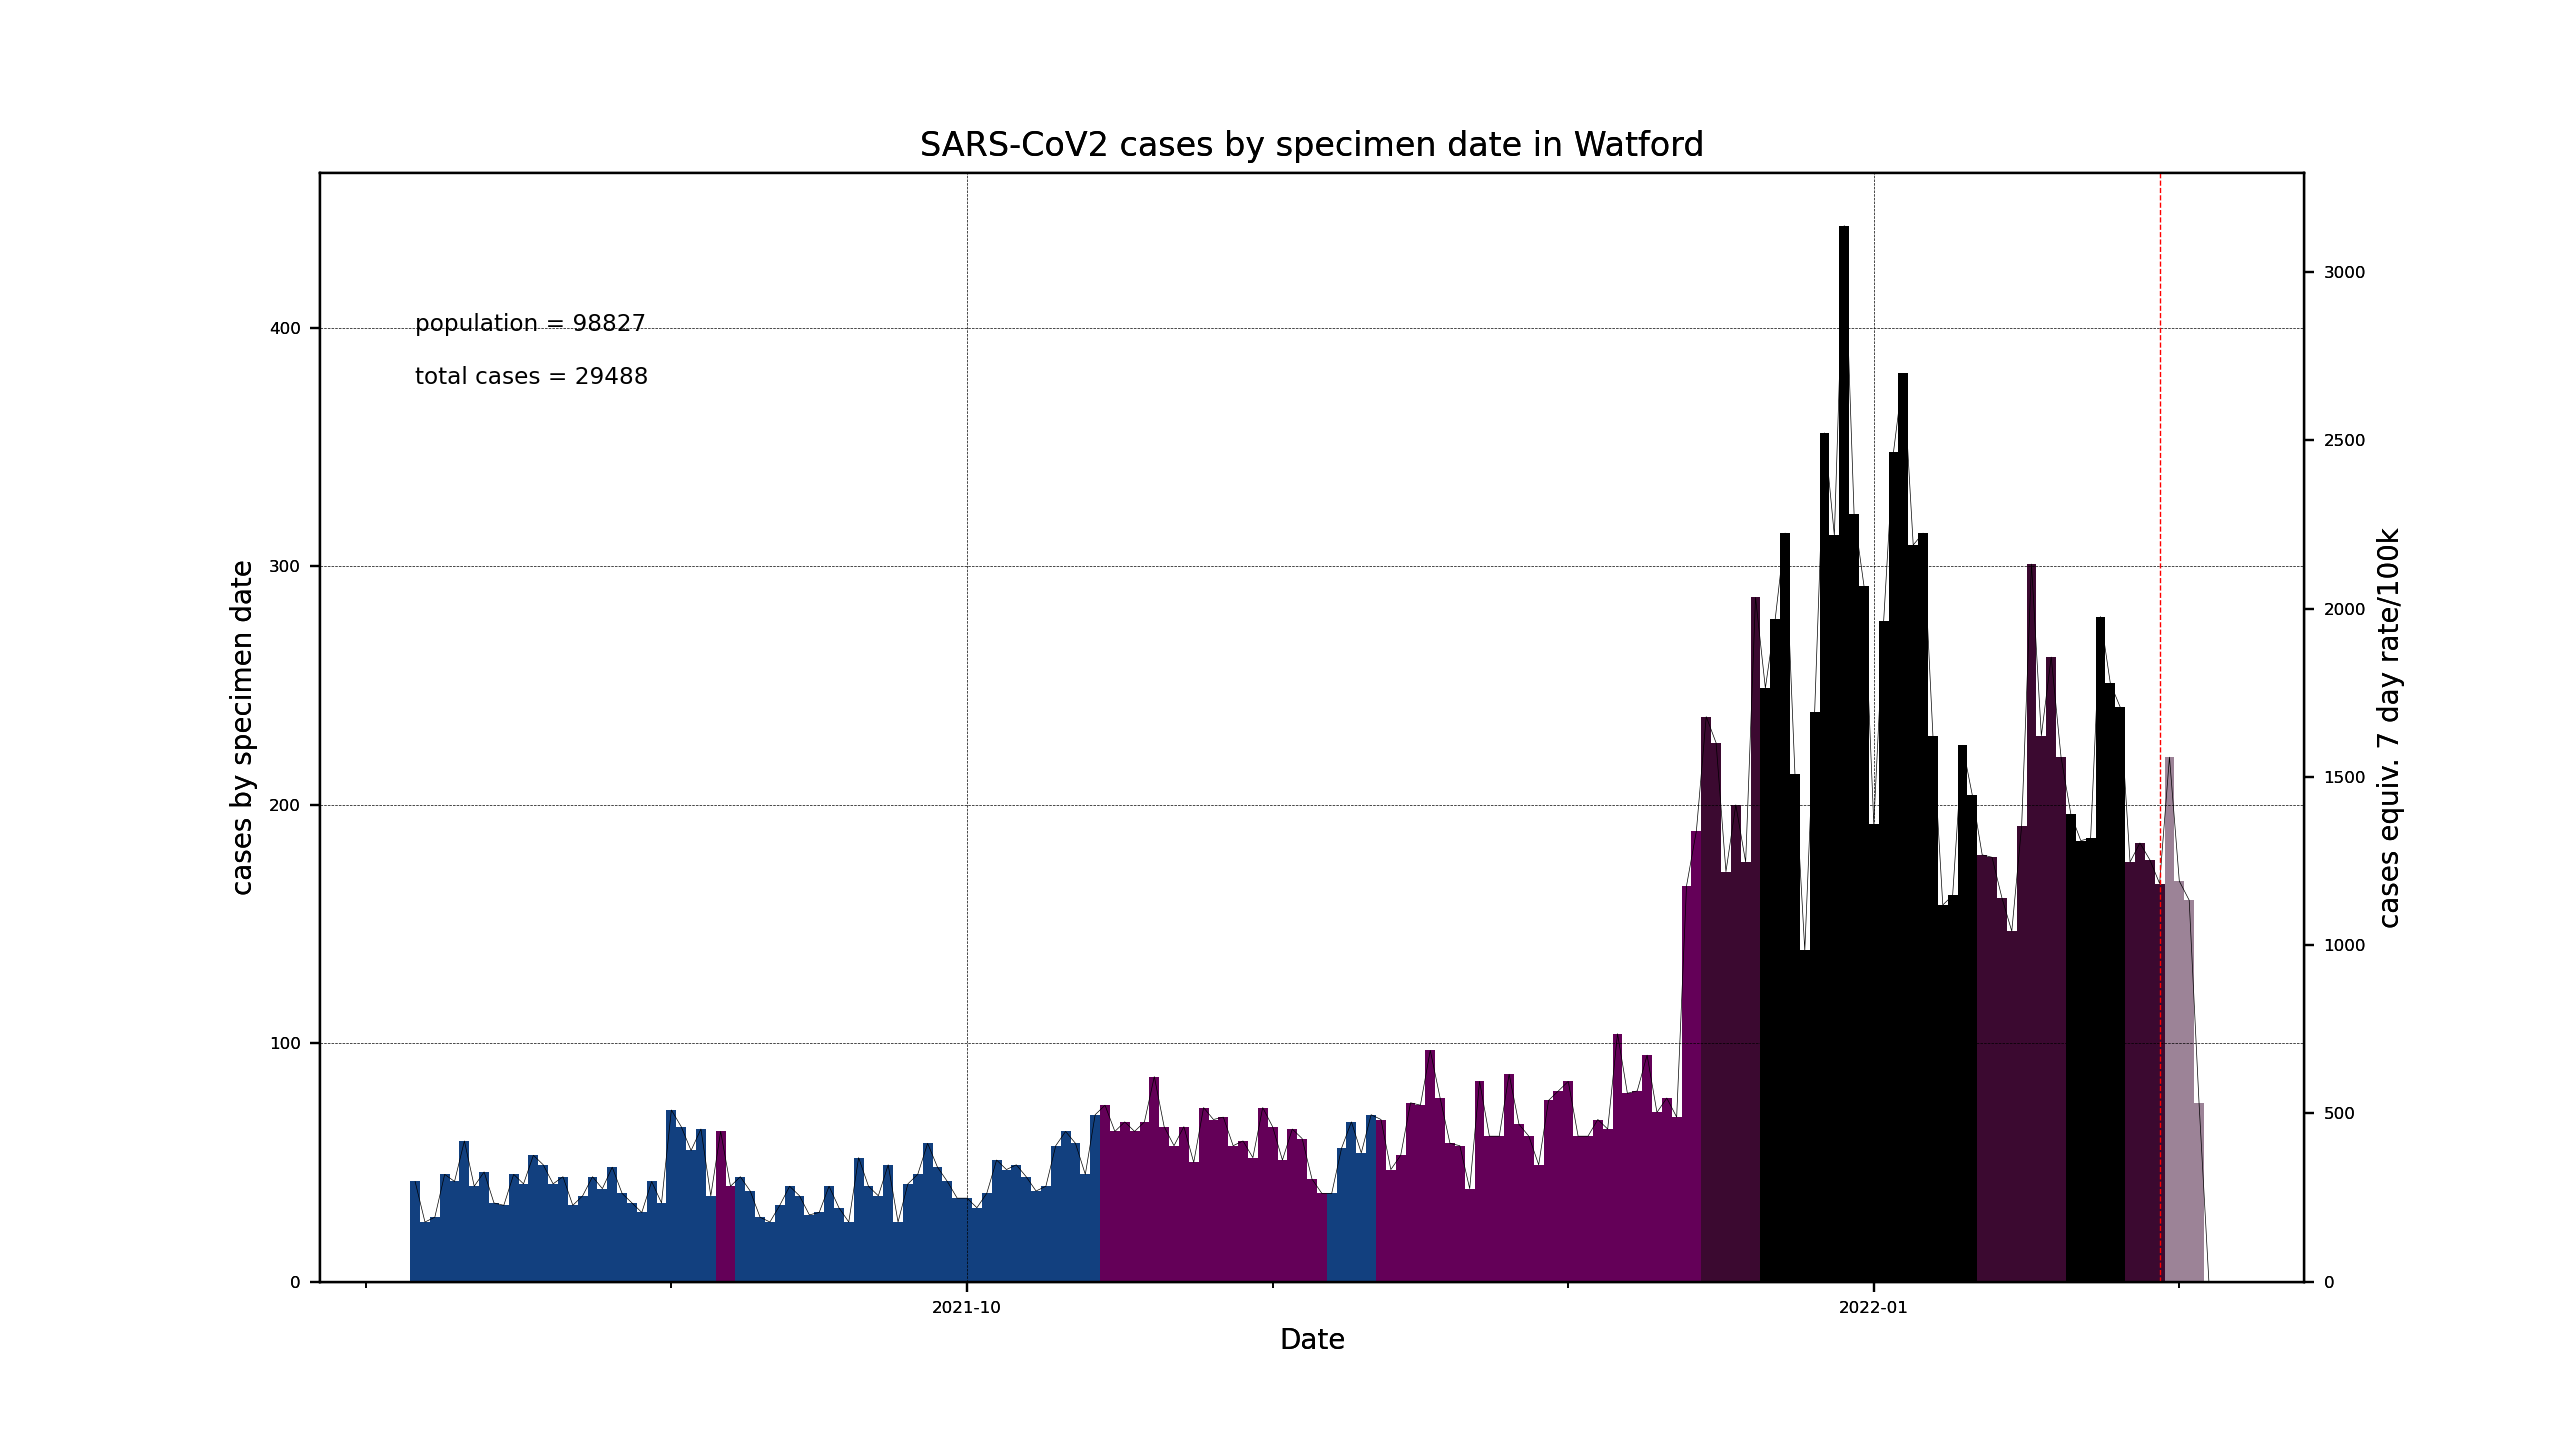 SARS-CoV2 cases by specimen date in Watford
population = 98827
total cases = 29488
cases by specimen date
400
300
200
100
0
3000
2500
2000
1500
1000
500
0
cases equiv. 7 day rate/100k
2021-10
2022-01
Date